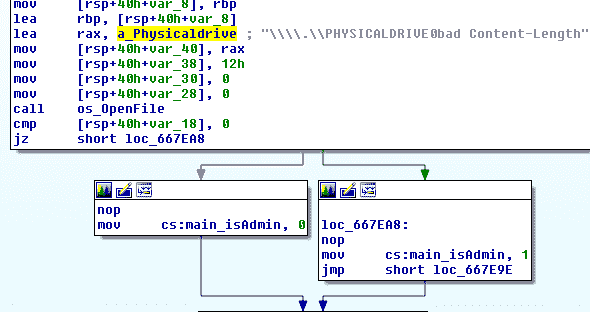 mov [rsp+40h+var_8], rbp
lea rbp, [rsp+40h+var_8]
lea rax, a_Physicaldrive ; "\\\\.\\PHYSICALDRIVE0bad Content-Length"
mov [rsp+40h+var_40], rax
mov [rsp+40h+var_38], 12h
mov [rsp+40h+var_30], 0
mov [rsp+40h+var_28], 0
call os_OpenFile
cmp [rsp+40h+var_18], 0
jz short loc_667EA8
nop
mov cs:main_isAdmin, 0
loc_667EA8:
nop
mov cs:main_isAdmin, 1
jmp short loc_667E9E